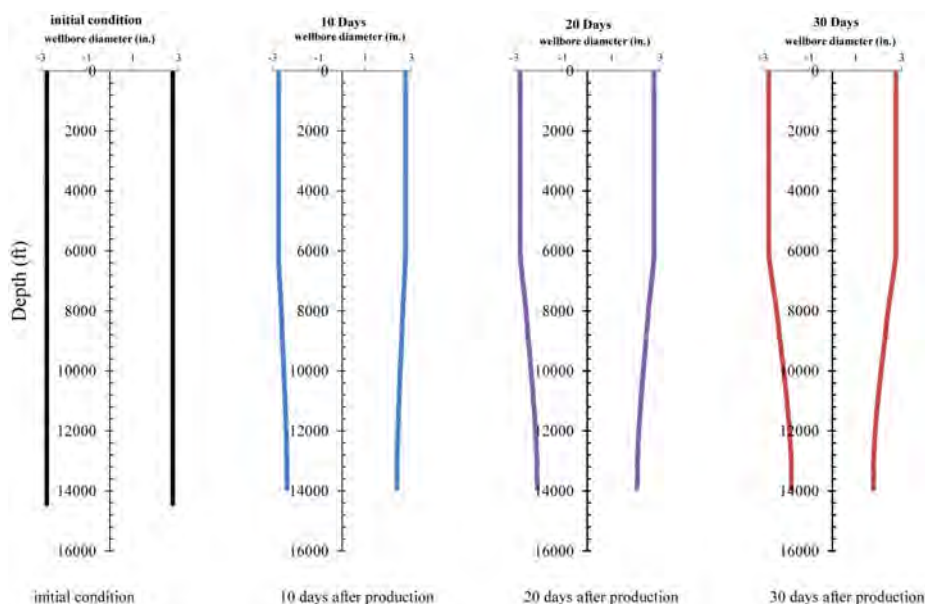 initial condition
wellbore diameter (in.)
-3 -1 1 3
0
2000
4000
6000
8000
10000
12000
14000
16000
Depth (ft)
initial condition
10 Days
wellbore diameter (in.)
-3 -1 1 3
0
2000
4000
6000
8000
10000
12000
14000
16000
10 days after production
20 Days
wellbore diameter (in.)
-3 -1 1 3
0
2000
4000
6000
8000
10000
12000
14000
16000
20 days after production
30 Days
wellbore diameter (in.)
-3 -1 1 3
0
2000
4000
6000
8000
10000
12000
14000
16000
30 days after production